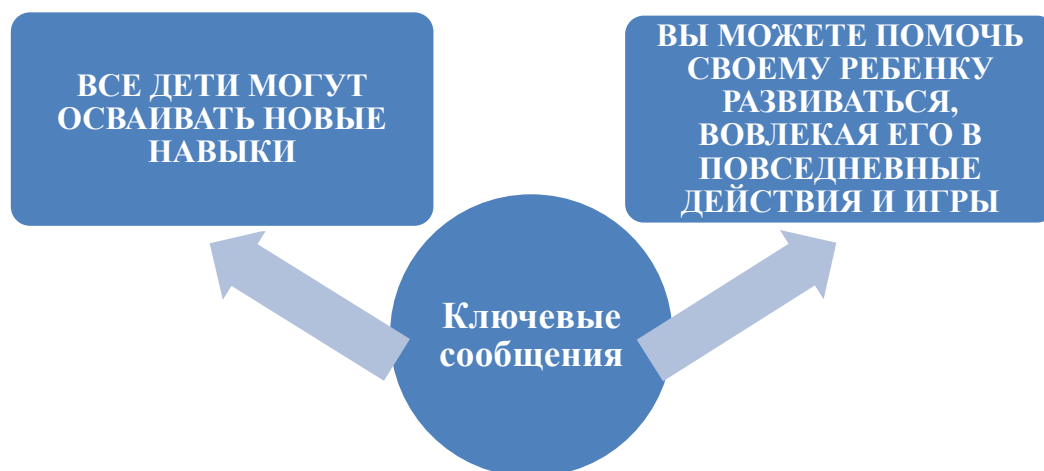 ВСЕ ДЕТИ МОГУТ
ОСВАИВАТЬ НОВЫЕ
НАВЫКИ
ВЫ МОЖЕТЕ ПОМОЧЬ
СВОЕМУ РЕБЕНКУ
РАЗВИВАТЬСЯ,
ВОВЛЕКАЯ ЕГО В
ПОВСЕДНЕВНЫЕ
ДЕЙСТВИЯ И ИГРЫ
Ключевые
сообщения